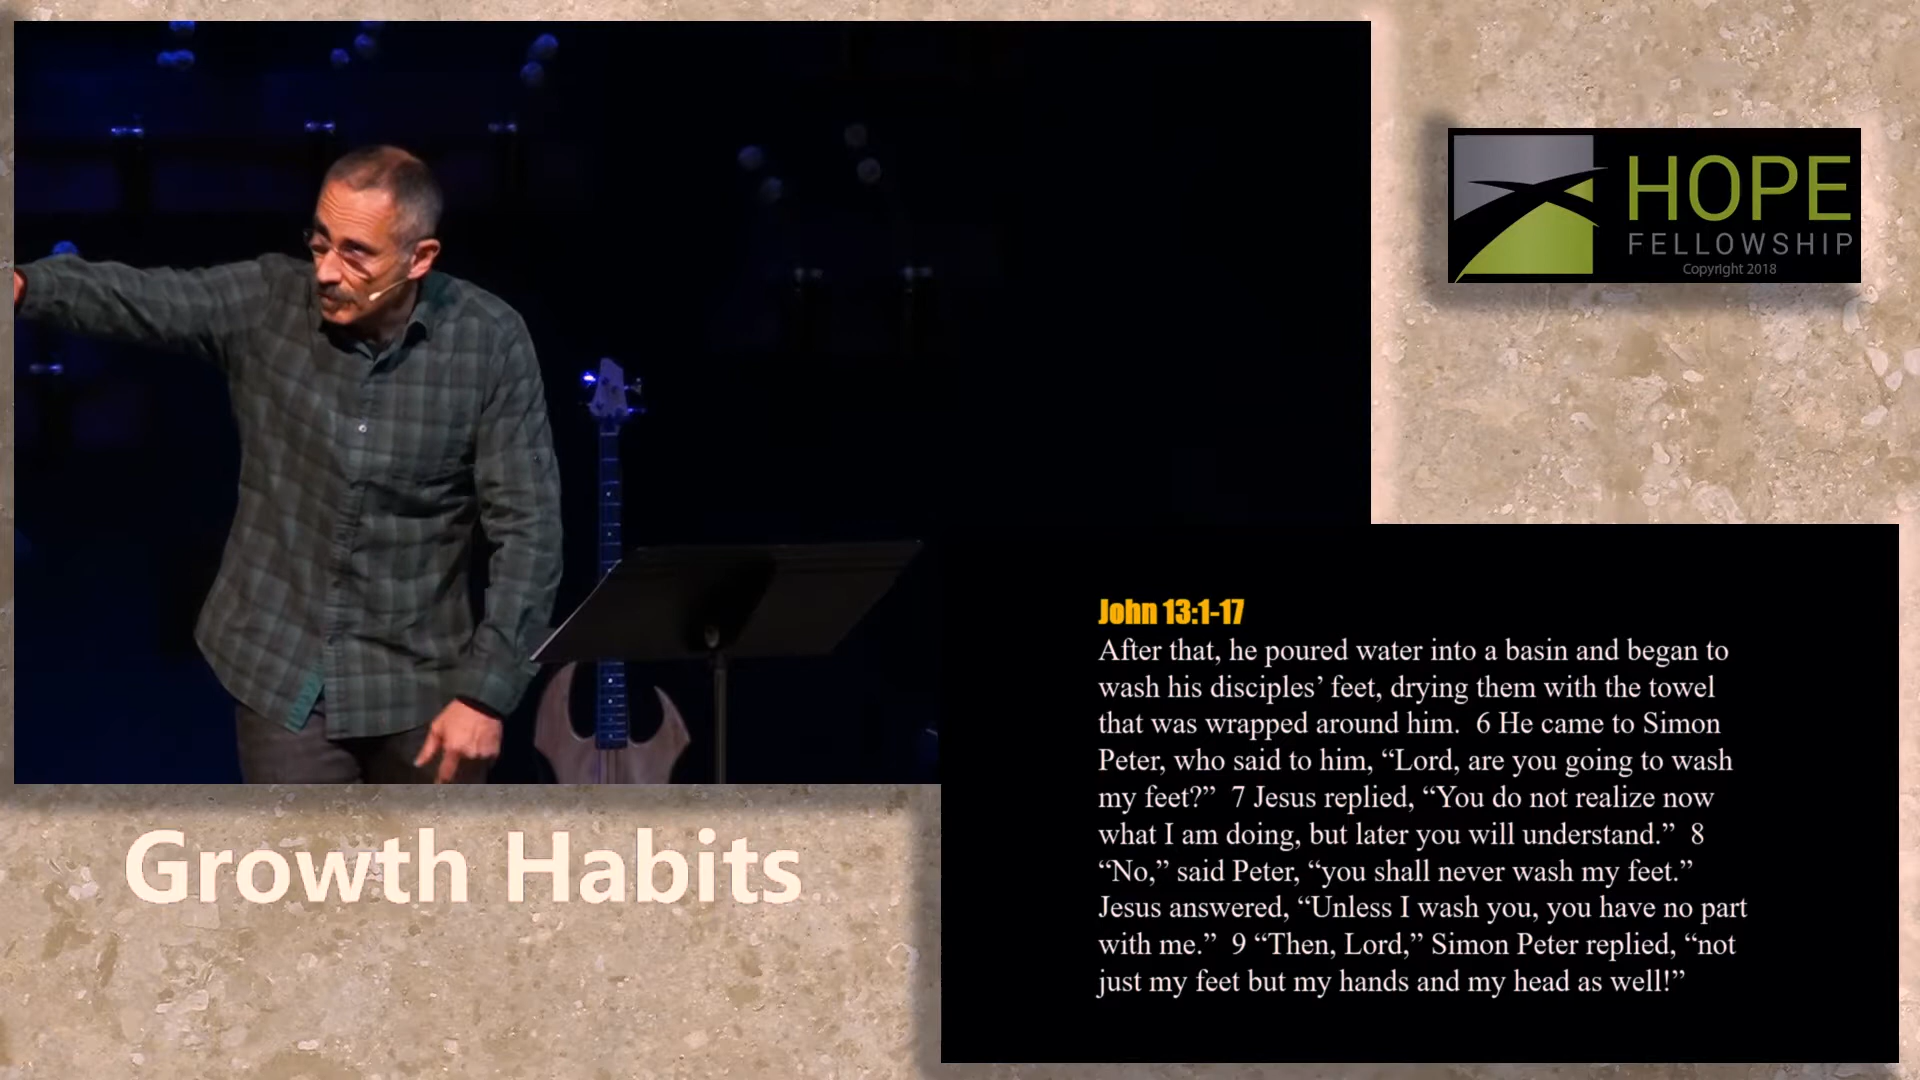 HOPE
FELLOWSHIP
Copyright 2018
John 13:1-17
After that, he poured water into a basin and began to
wash his disciples’ feet, drying them with the towel
that was wrapped around him.  6 He came to Simon
Peter, who said to him, “Lord, are you going to wash
my feet?”  7 Jesus replied, “You do not realize now
what I am doing, but later you will understand.”  8
“No,” said Peter, “you shall never wash my feet.”
Jesus answered, “Unless I wash you, you have no part
with me.”  9 “Then, Lord,” Simon Peter replied, “not
just my feet but my hands and my head as well!”
Growth Habits